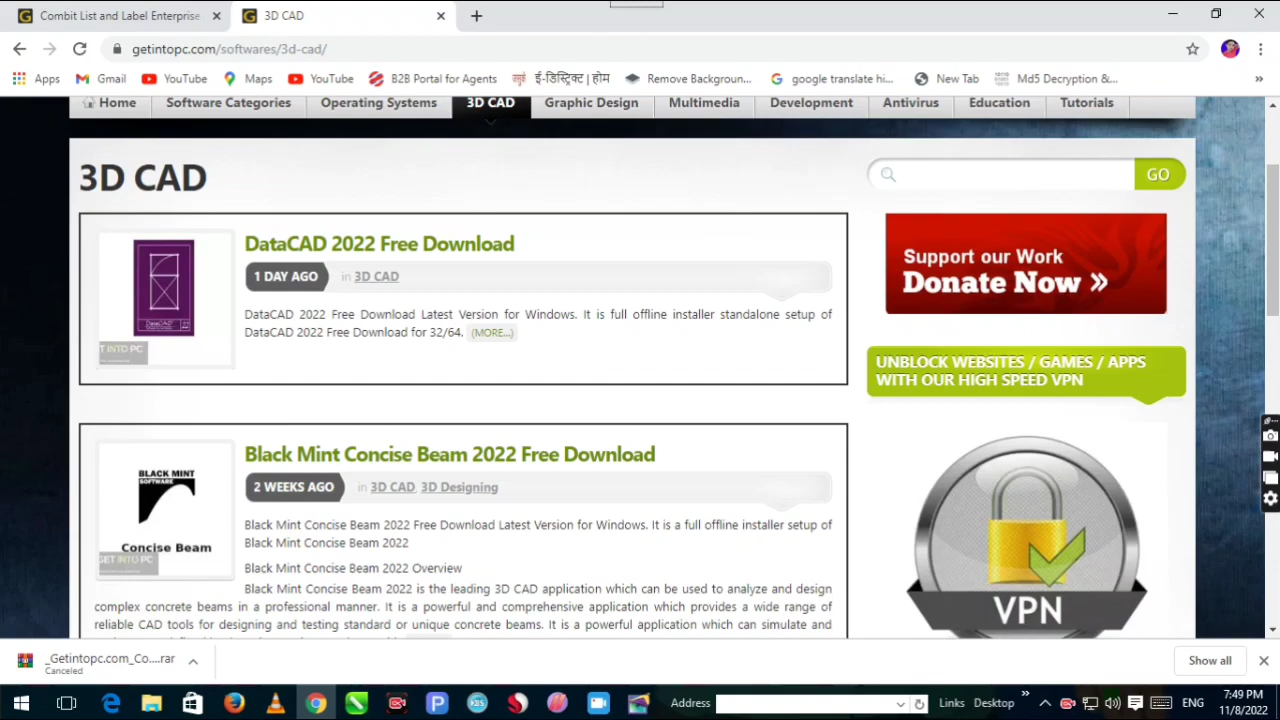 Combit List and Label Enterprise
3D CAD
getintopc.com/softwares/3d-cad/
Apps Gmail YouTube Maps YouTube B2B Portal for Agents ई-डिस्ट्रिक्ट | होम Remove Backgroun... google translate hi... New Tab Md5 Decryption &... »
Home Software Categories Operating Systems 3D CAD Graphic Design Multimedia Development Antivirus Education Tutorials
3D CAD
GO
DataCAD 2022 Free Download
1 DAY AGO in 3D CAD
DataCAD 2022 Free Download Latest Version for Windows. It is full offline installer standalone setup of
DataCAD 2022 Free Download for 32/64. (MORE...)
DataCAD
T INTO PC
Support our Work
Donate Now »
UNBLOCK WEBSITES / GAMES / APPS
WITH OUR HIGH SPEED VPN
Black Mint Concise Beam 2022 Free Download
2 WEEKS AGO in 3D CAD, 3D Designing
BLACK MINT
SOFTWARE
Concise Beam
GET INTO PC
Black Mint Concise Beam 2022 Free Download Latest Version for Windows. It is a full offline installer setup of
Black Mint Concise Beam 2022
Black Mint Concise Beam 2022 Overview
Black Mint Concise Beam 2022 is the leading 3D CAD application which can be used to analyze and design
complex concrete beams in a professional manner. It is a powerful and comprehensive application which provides a wide range of
reliable CAD tools for designing and testing standard or unique concrete beams. It is a powerful application which can simulate and
VPN
_Getintopc.com_Co....rar
Canceled
Show all
Address Links Desktop » ENG
7:49 PM
11/8/2022